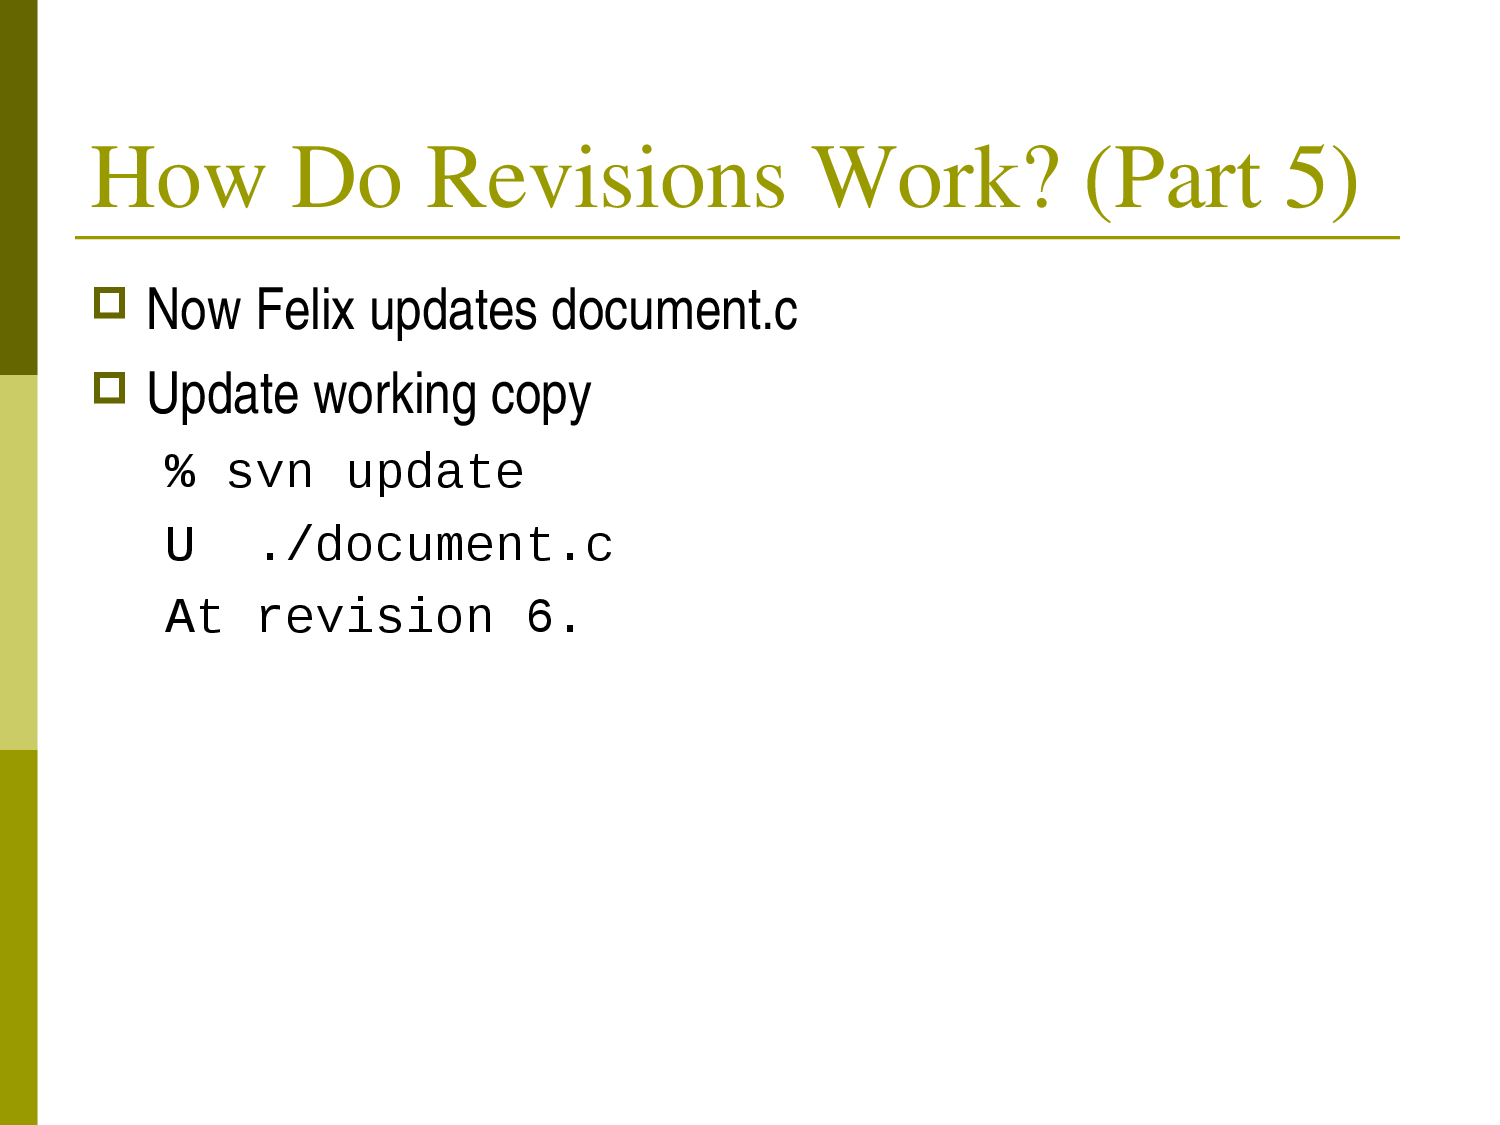 How Do Revisions Work? (Part 5)
Now Felix updates document.c
Update working copy
% svn update
U  ./document.c
At revision 6.